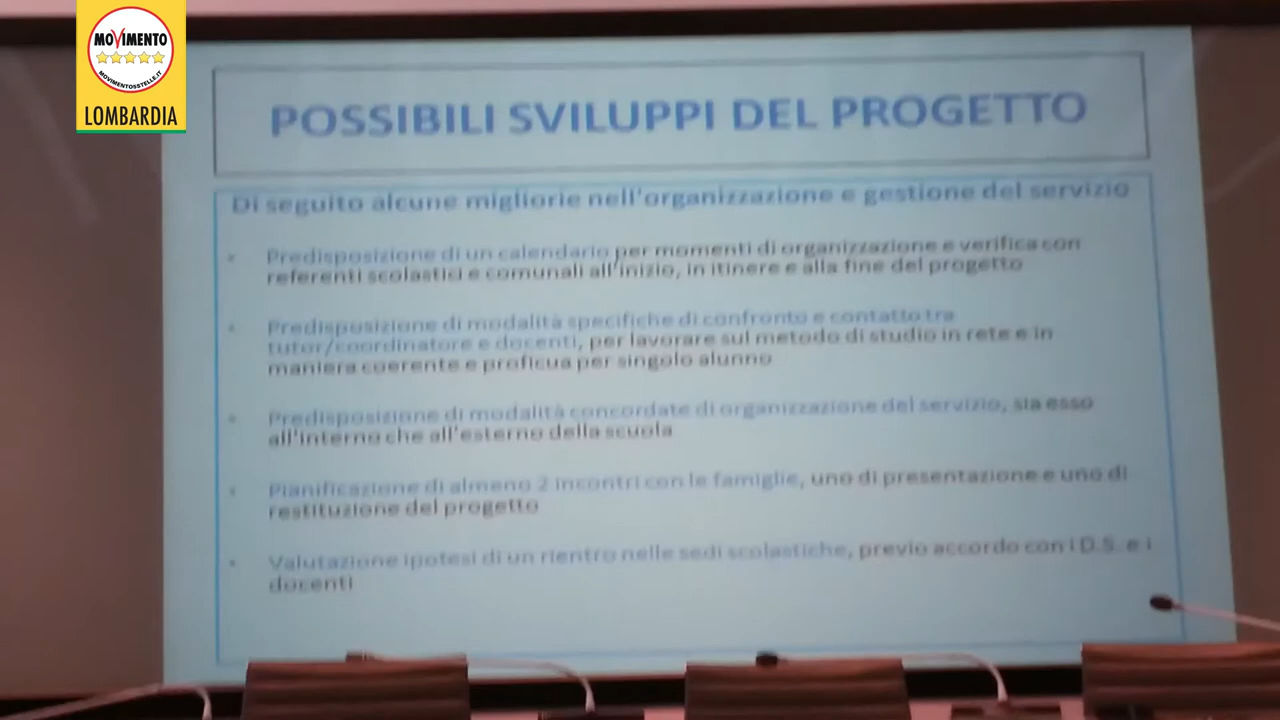 MOVIMENTO
MOVIMENTO5STELLE.IT
LOMBARDIA
POSSIBILI SVILUPPI DEL PROGETTO
Di seguito alcune migliorie nell'organizzazione e gestione del servizio
• Predisposizione di un calendario per momenti di organizzazione e verifica con
referenti scolastici e comunali all'inizio, in itinere e alla fine del progetto
• Predisposizione di modalità specifiche di confronto e contatto tra
tutor/coordinatore e docenti, per lavorare sul metodo di studio in rete e in
maniera coerente e proficua per singolo alunno
• Predisposizione di modalità concordate di organizzazione del servizio, sia esso
all'interno che all'esterno della scuola
• Pianificazione di almeno 2 incontri con le famiglie, uno di presentazione e uno di
restituzione del progetto
• Valutazione ipotesi di un rientro nelle sedi scolastiche, previo accordo con i D.S. e i
docenti